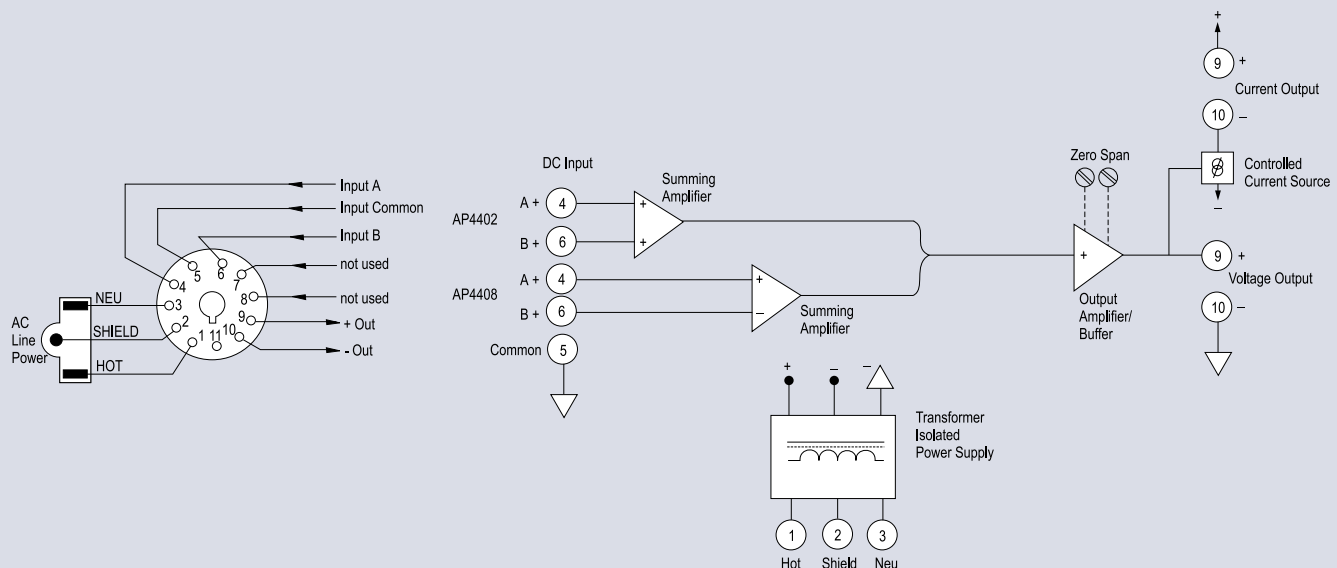 Input A
Input Common
Input B
not used
not used
+ Out
- Out
5
6
7
4
8
3
9
2
1
11
10
AC
Line
Power
NEU
SHIELD
HOT
DC Input
AP4402
A +
4
B +
6
+
+
Summing
Amplifier
AP4408
A +
4
B +
6
+
–
Summing
Amplifier
Common
5
+
–
–
Transformer
Isolated
Power Supply
1
2
3
Hot
Shield
Neu
Zero Span
+
Output
Amplifier/
Buffer
+
9
+
Current Output
10
–
Controlled
Current Source
–
9
+
Voltage Output
10
–